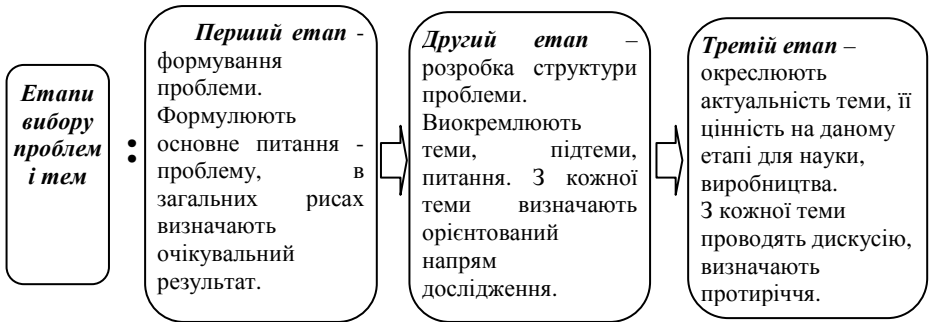 Етапи
вибору
проблем
і тем
:
Перший етап -
формування
проблеми.
Формулюють
основне питання -
проблему, в
загальних рисах
визначають
очікувальний
результат.
Другий етап –
розробка структури
проблеми.
Виокремлюють
теми, підтеми,
питання. З кожної
теми визначають
орієнтований
напрям
дослідження.
Третій етап –
окреслюють
актуальність теми, її
цінність на даному
етапі для науки,
виробництва.
З кожної теми
проводять дискусію,
визначають
протиріччя.